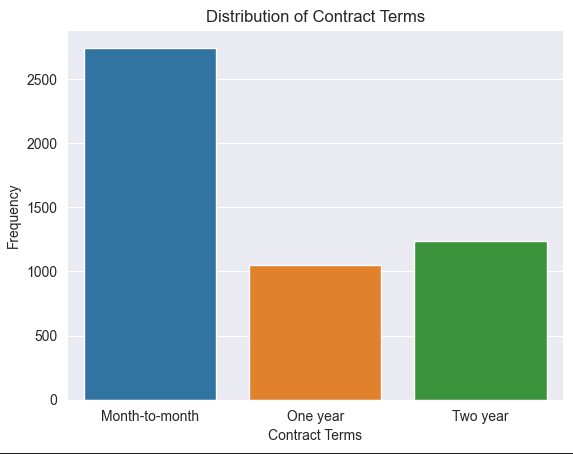 Distribution of Contract Terms
Frequency
2500
2000
1500
1000
500
0
Month-to-month
One year
Two year
Contract Terms